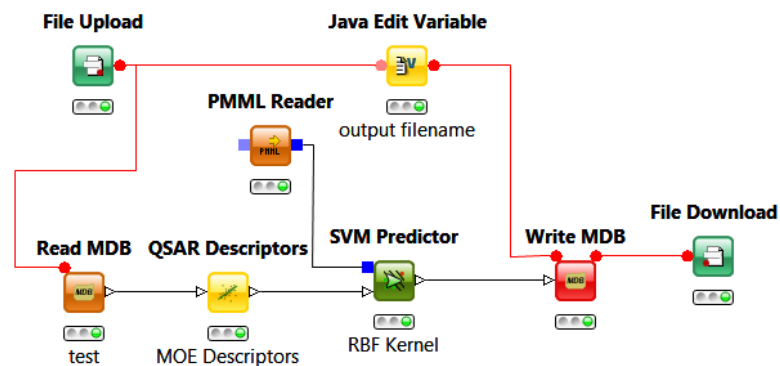 File Upload
Java Edit Variable
V
output filename
PMML Reader
PMML
File Download
Read MDB
QSAR Descriptors
SVM Predictor
Write MDB
MDB
MDB
test
MOE Descriptors
RBF Kernel